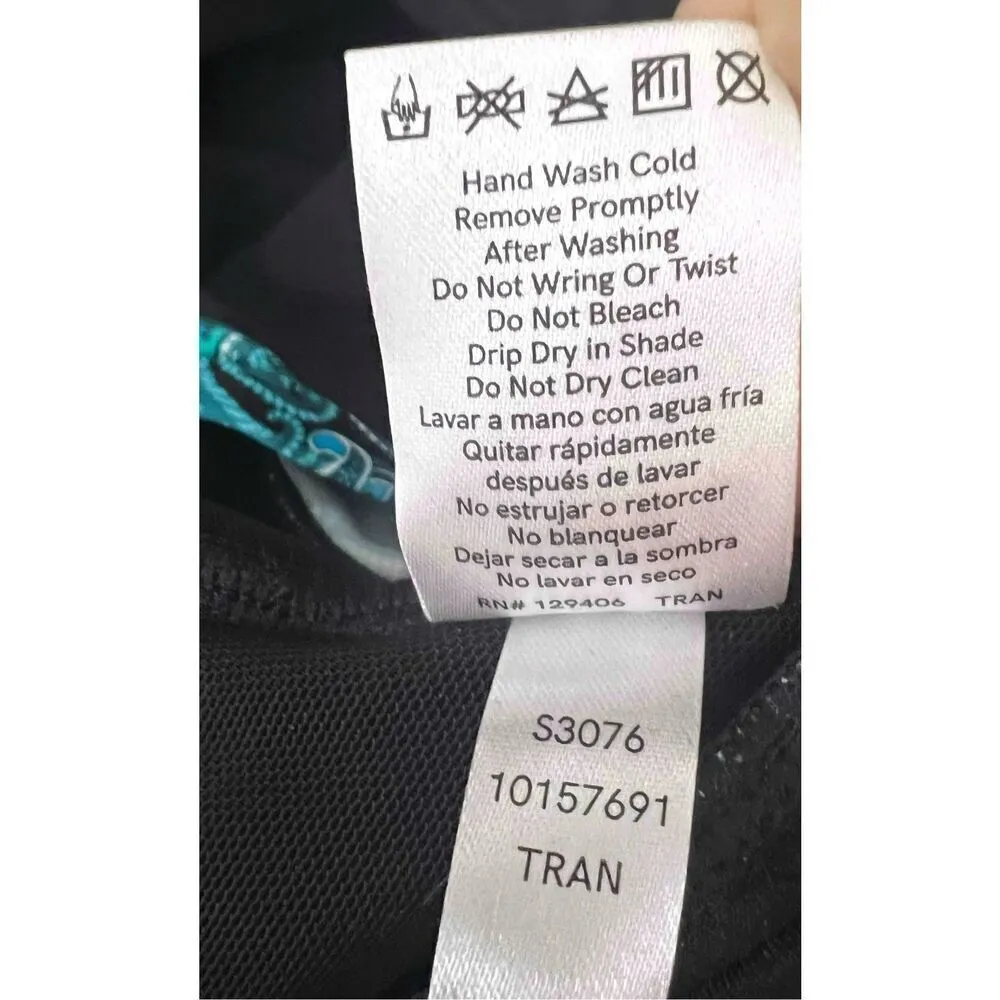 Hand Wash Cold
Remove Promptly
After Washing
Do Not Wring Or Twist
Do Not Bleach
Drip Dry in Shade
Do Not Dry Clean
Lavar a mano con agua fría
Quitar rápidamente
después de lavar
No estrujar o retorcer
No blanquear
Dejar secar a la sombra
No lavar en seco
RN# 129406 TRAN
S3076
10157691
TRAN